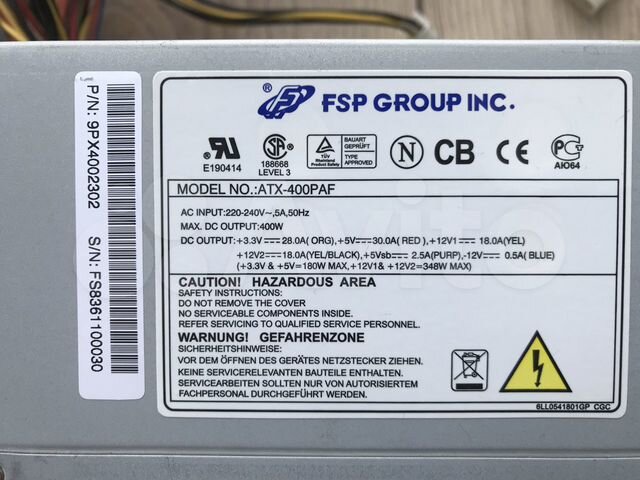 P/N: 9PX4002302 S/N: FS8361100030
® FSP GROUP INC.
E190414
188668
LEVEL 3
TÜV
Rheinland
Product Safety
BAUART
GEPRÜFT
TYPE
APPROVED
N
CB
CE
AIO64
MODEL NO.:ATX-400PAF
AC INPUT:220-240V~,5A,50Hz
MAX. DC OUTPUT:400W
DC OUTPUT:+3.3V⎓28.0A( ORG),+5V⎓30.0A( RED ),+12V1⎓ 18.0A(YEL)
+12V2⎓18.0A(YEL/BLACK),+5Vsb⎓ 2.5A(PURP),-12V⎓ 0.5A( BLUE)
(+3.3V & +5V=180W MAX,+12V1& +12V2=348W MAX)
CAUTION! HAZARDOUS AREA
SAFETY INSTRUCTIONS:
DO NOT REMOVE THE COVER
NO SERVICEABLE COMPONENTS INSIDE.
REFER SERVICING TO QUALIFIED SERVICE PERSONNEL.
WARNUNG! GEFAHRENZONE
SICHERHEITSHINWEISE:
VOR DEM ÖFFNEN DES GERÄTES NETZSTECKER ZIEHEN.
KEINE SERVICERELEVANTEN BAUTEILE ENTHALTEN.
SERVICEARBEITEN SOLLTEN NUR VON AUTORISIERTEM
FACHPERSONAL DURCHGEFÜHRT WERDEN.
6LL0541801GP CGC
Avito